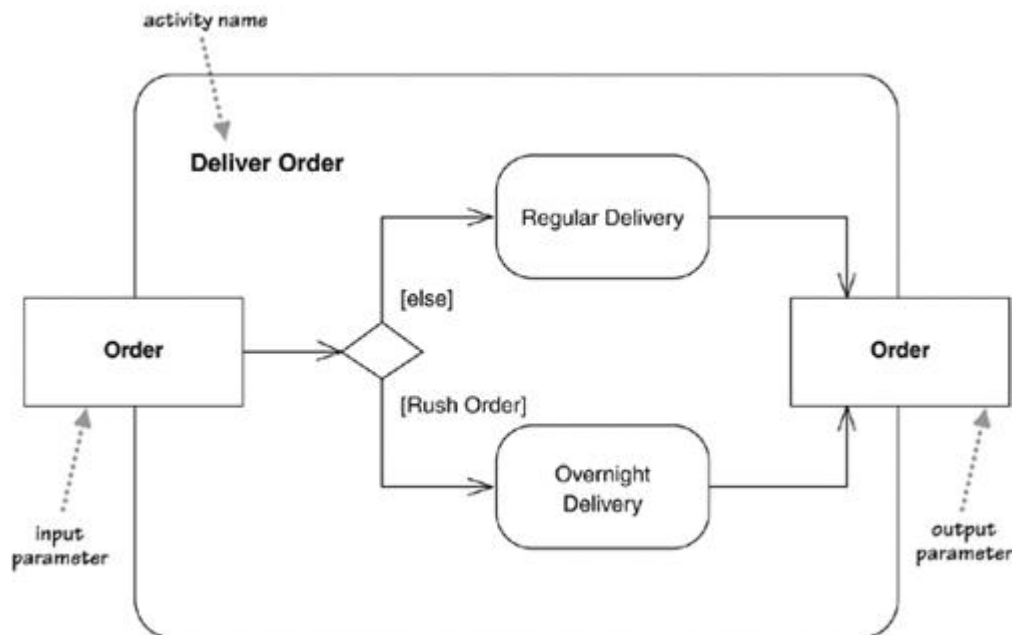 activity name
Deliver Order
Regular Delivery
[else]
Order
Order
[Rush Order]
Overnight
Delivery
input
parameter
output
parameter